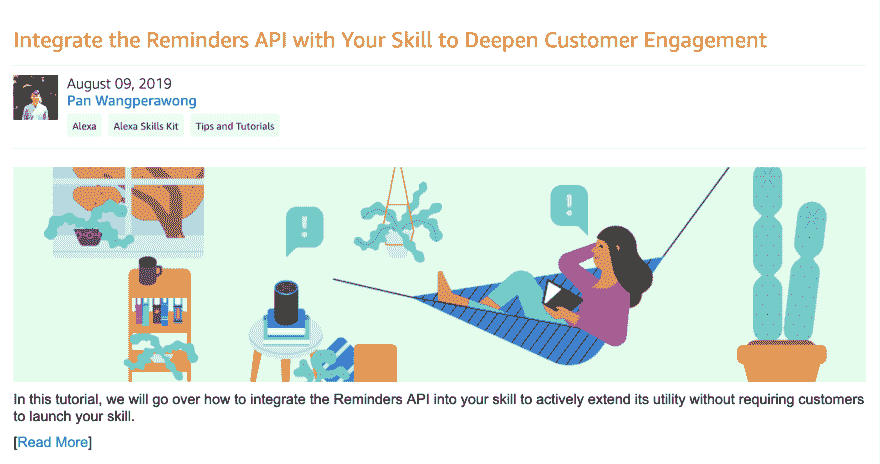 Integrate the Reminders API with Your Skill to Deepen Customer Engagement
August 09, 2019
Pan Wangperawong
Alexa Alexa Skills Kit Tips and Tutorials
! !
In this tutorial, we will go over how to integrate the Reminders API into your skill to actively extend its utility without requiring customers
to launch your skill.
[Read More]